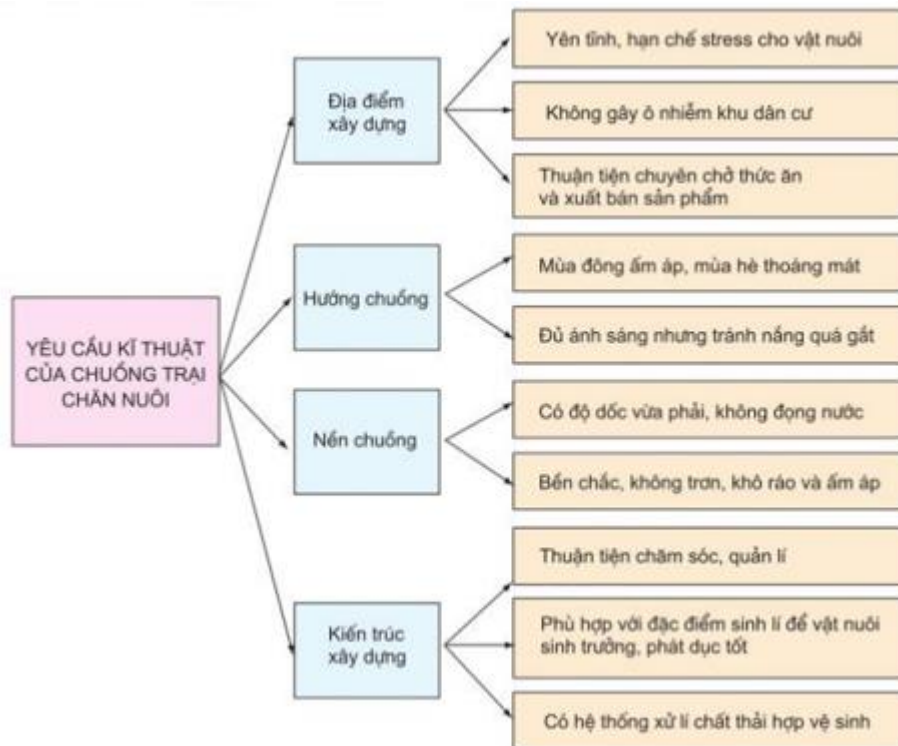 YÊU CẦU KĨ THUẬT
CỦA CHUỒNG TRẠI
CHĂN NUÔI
Địa điểm
xây dựng
Yên tĩnh, hạn chế stress cho vật nuôi
Không gây ô nhiễm khu dân cư
Thuận tiện chuyên chở thức ăn
và xuất bán sản phẩm
Hướng chuồng
Mùa đông ấm áp, mùa hè thoáng mát
Đủ ánh sáng nhưng tránh nắng quá gắt
Nền chuồng
Có độ dốc vừa phải, không đọng nước
Bền chắc, không trơn, khô ráo và ấm áp
Kiến trúc
xây dựng
Thuận tiện chăm sóc, quản lí
Phù hợp với đặc điểm sinh lí để vật nuôi
sinh trưởng, phát dục tốt
Có hệ thống xử lí chất thải hợp vệ sinh